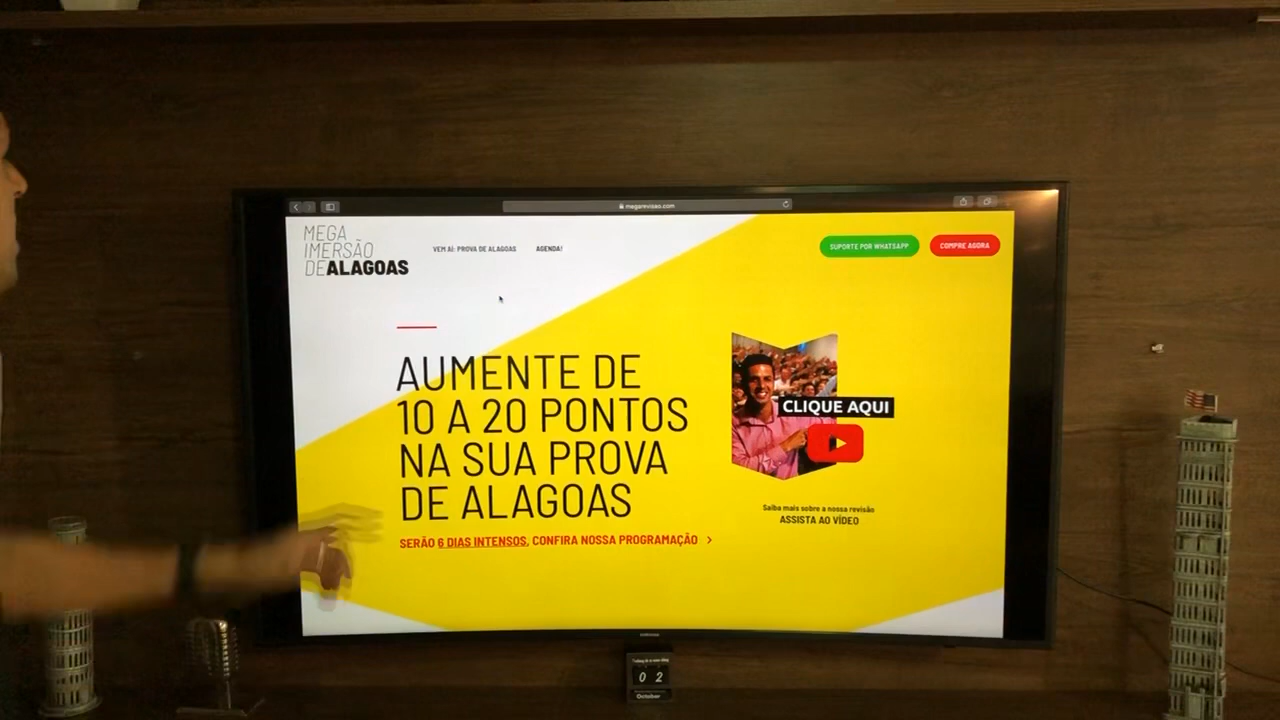 megarevisao.com
MEGA
IMERSÃO
DEALAGOAS
VEM AÍ: PROVA DE ALAGOAS
AGENDA!
SUPORTE POR WHATSAPP
COMPRE AGORA
AUMENTE DE
10 A 20 PONTOS
NA SUA PROVA
DE ALAGOAS
SERÃO 6 DIAS INTENSOS, CONFIRA NOSSA PROGRAMAÇÃO
CLIQUE AQUI
Saiba mais sobre a nossa revisão
ASSISTA AO VÍDEO
SAMSUNG
0 2
October